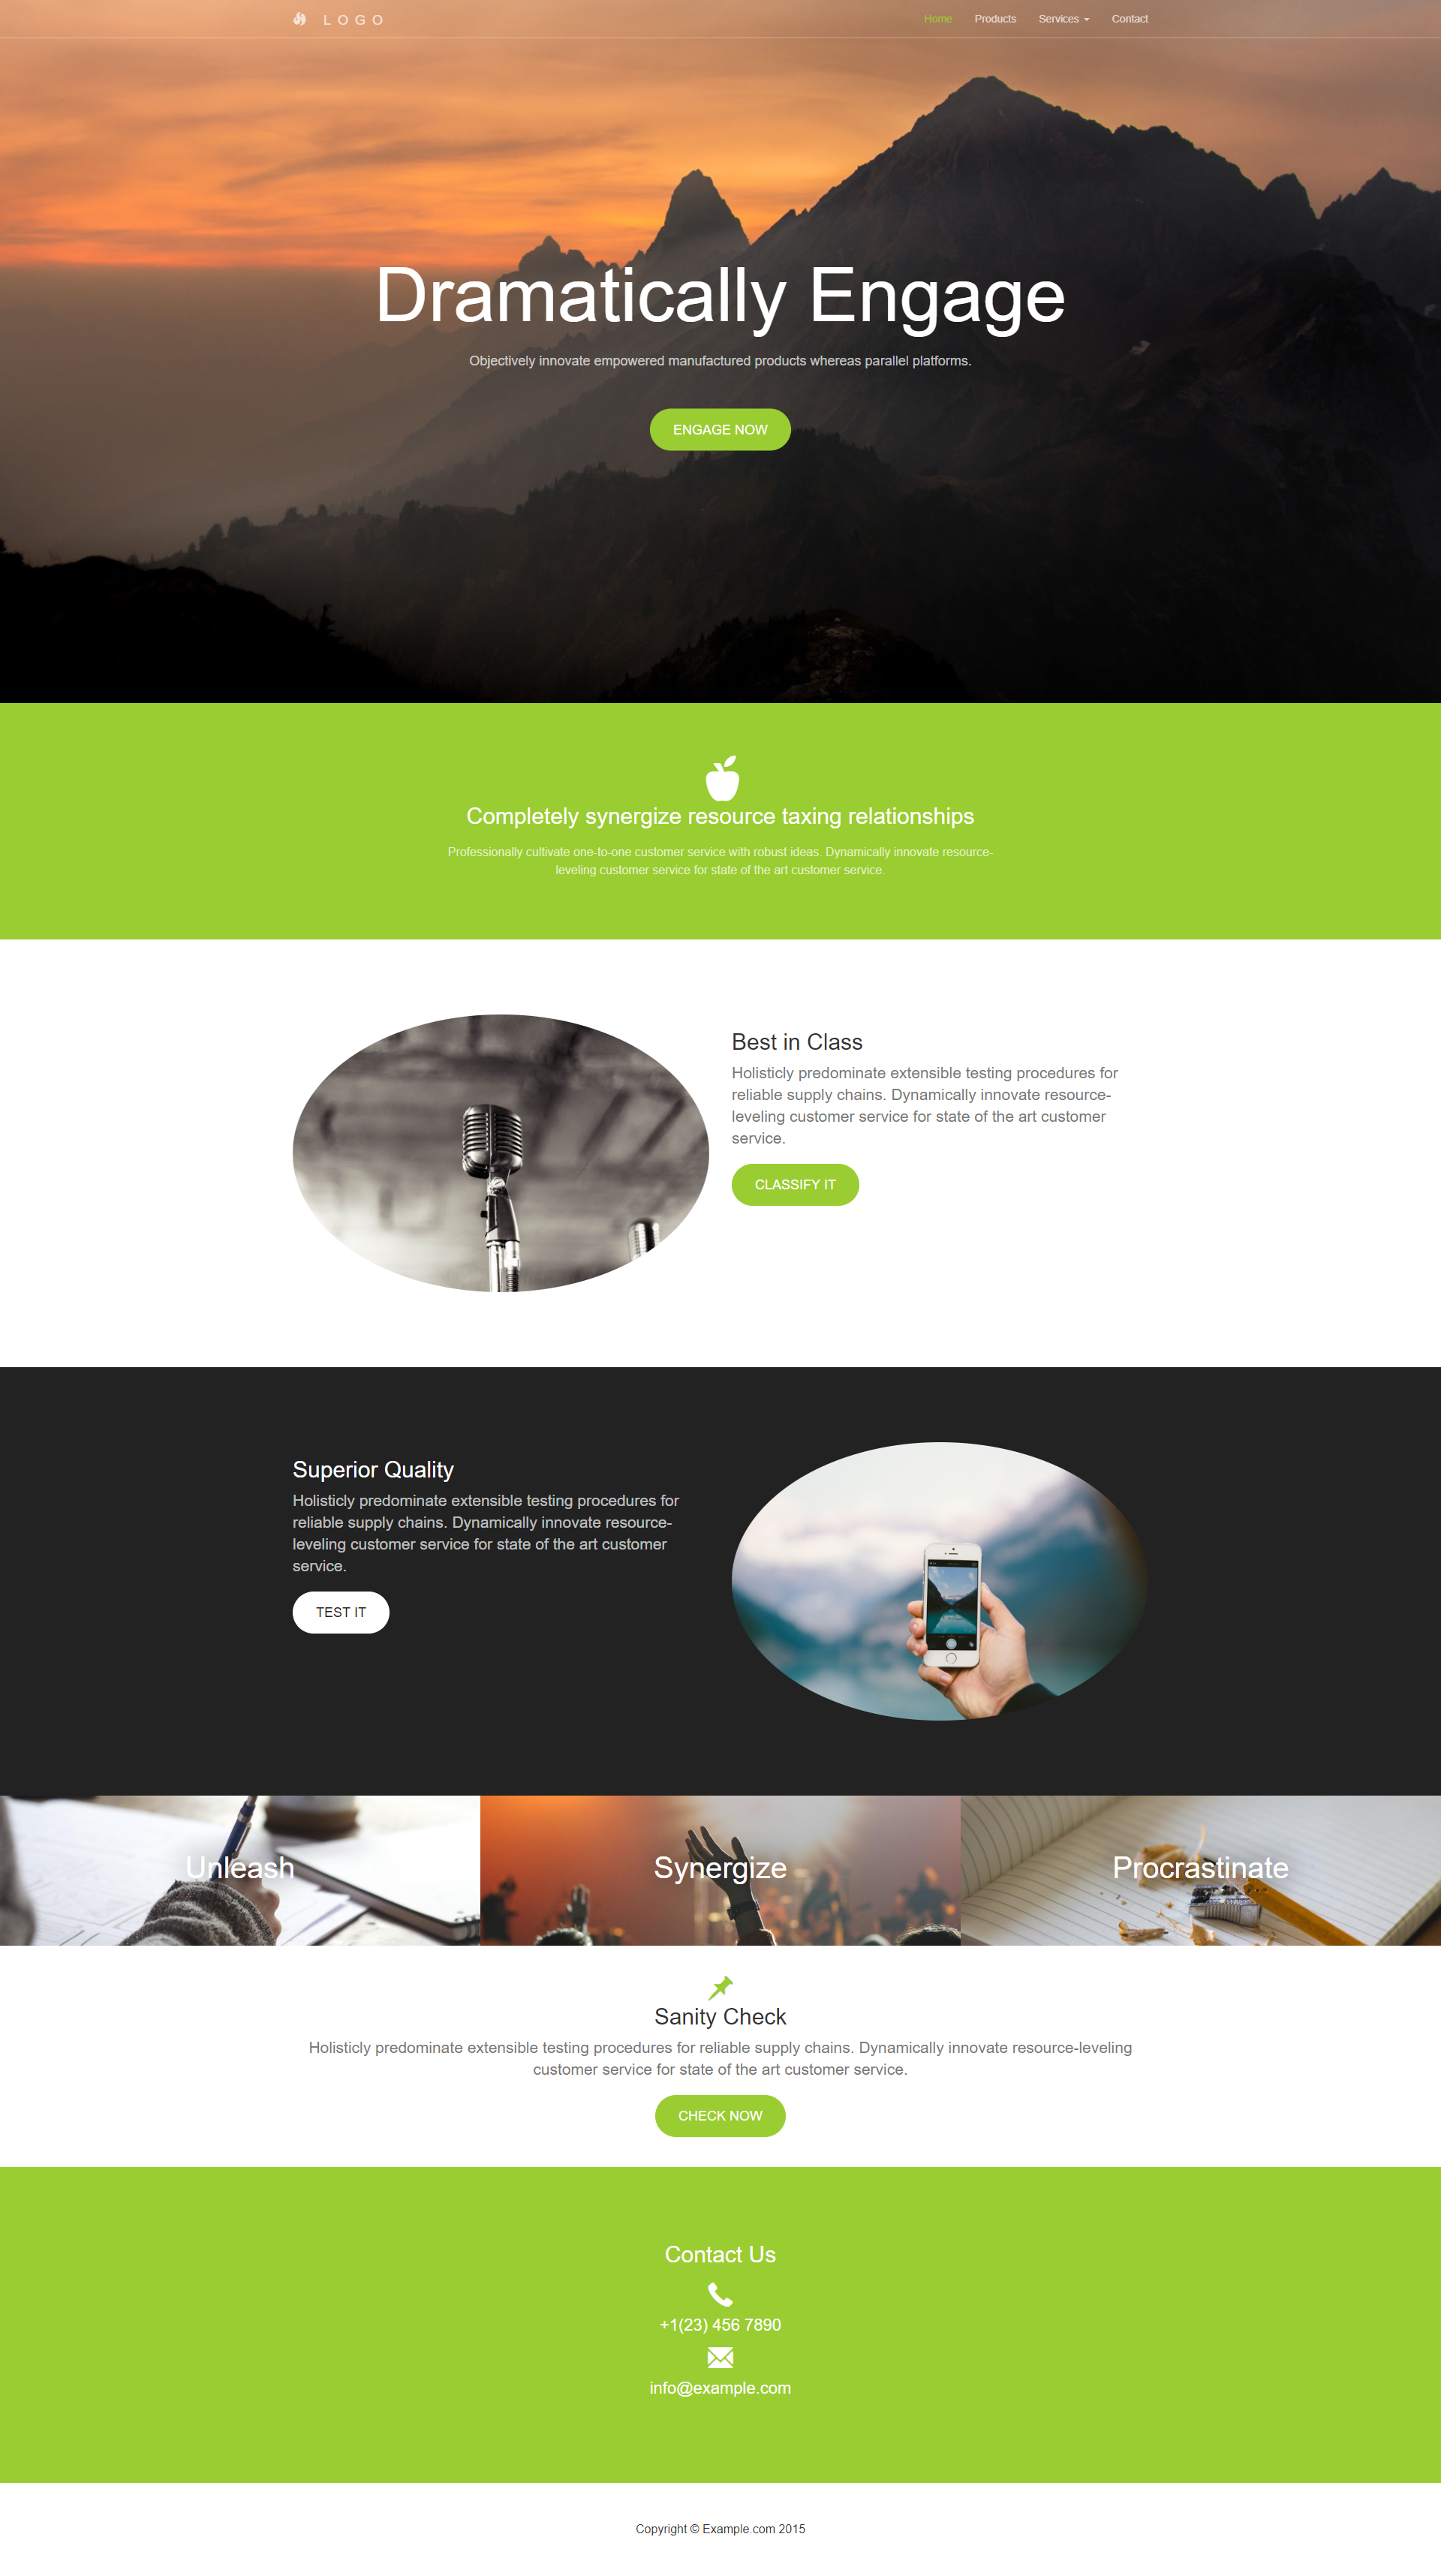 LOGO
Home Products Services Contact
Dramatically Engage
Objectively innovate empowered manufactured products whereas parallel platforms.
ENGAGE NOW
Completely synergize resource taxing relationships
Professionally cultivate one-to-one customer service with robust ideas. Dynamically innovate resource-
leveling customer service for state of the art customer service.
Best in Class
Holisticly predominate extensible testing procedures for
reliable supply chains. Dynamically innovate resource-
leveling customer service for state of the art customer
service.
CLASSIFY IT
Superior Quality
Holisticly predominate extensible testing procedures for
reliable supply chains. Dynamically innovate resource-
leveling customer service for state of the art customer
service.
TEST IT
Unleash
Synergize
Procrastinate
Sanity Check
Holisticly predominate extensible testing procedures for reliable supply chains. Dynamically innovate resource-leveling
customer service for state of the art customer service.
CHECK NOW
Contact Us
+1(23) 456 7890
info@example.com
Copyright © Example.com 2015